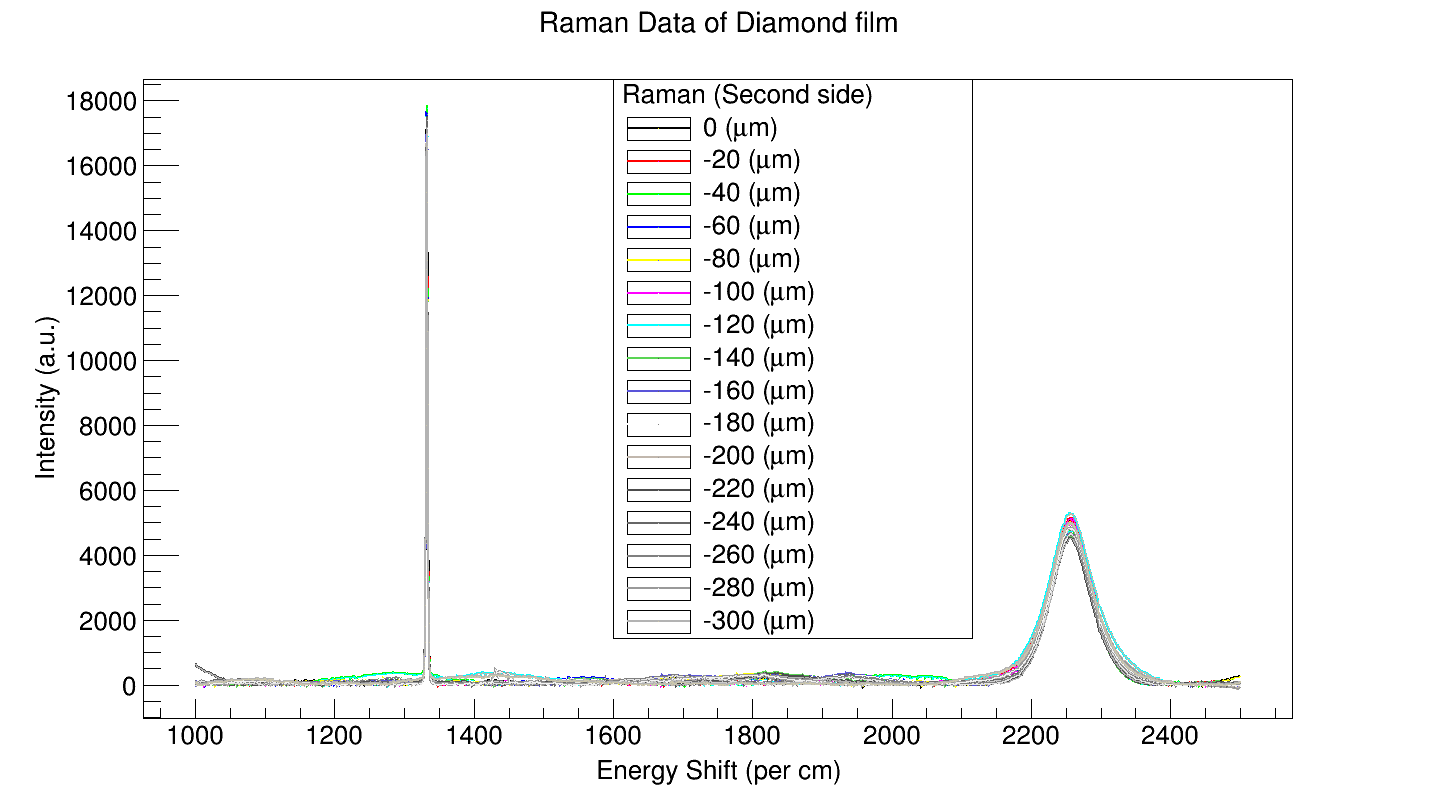 Raman Data of Diamond film
Intensity (a.u.)
18000
16000
14000
12000
10000
8000
6000
4000
2000
0
Raman (Second side)
0 (μm)
-20 (μm)
-40 (μm)
-60 (μm)
-80 (μm)
-100 (μm)
-120 (μm)
-140 (μm)
-160 (μm)
-180 (μm)
-200 (μm)
-220 (μm)
-240 (μm)
-260 (μm)
-280 (μm)
-300 (μm)
1000 1200 1400 1600 1800 2000 2200 2400
Energy Shift (per cm)